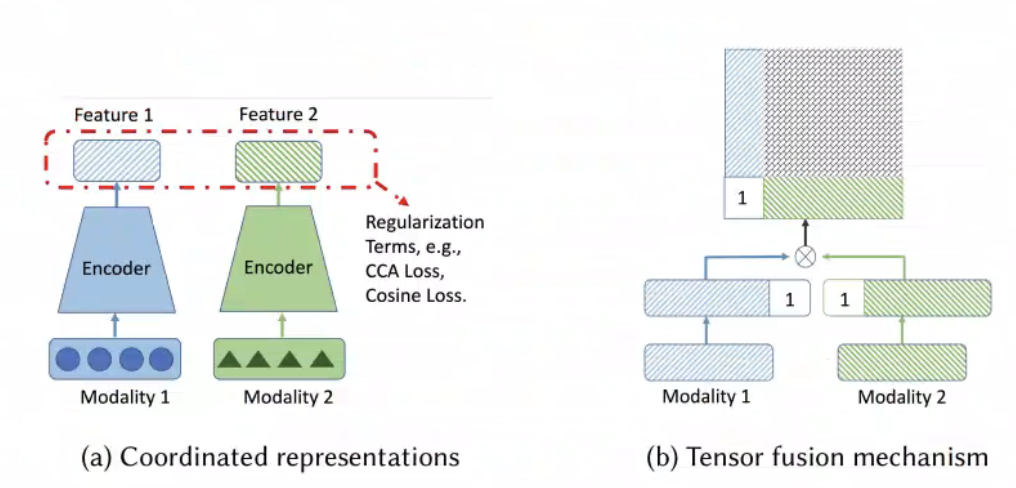 Feature 1
Feature 2
Encoder
Encoder
Regularization
Terms, e.g.,
CCA Loss,
Cosine Loss.
Modality 1
Modality 2
(a) Coordinated representations
1
1
1
Modality 1
Modality 2
(b) Tensor fusion mechanism